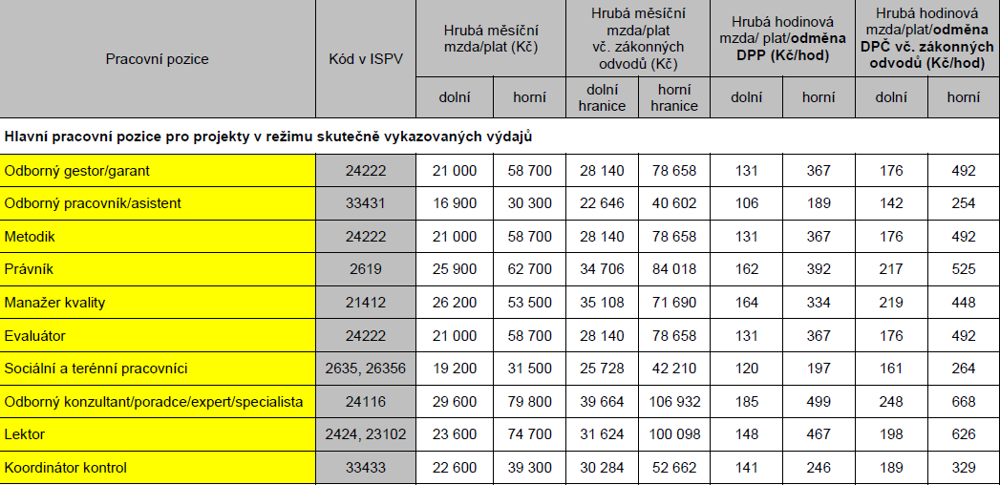 Pracovní pozice
Kód v ISPV
Hrubá měsíční
mzda/plat (Kč)
Hrubá měsíční
mzda/plat
vč. zákonných
odvodů (Kč)
Hrubá hodinová
mzda/ plat/odměna
DPP (Kč/hod)
Hrubá hodinová
mzda/plat/odměna
DPČ vč. zákonných
odvodů (Kč/hod)
dolní horní dolní hranice horní hranice dolní horní dolní horní
Hlavní pracovní pozice pro projekty v režimu skutečně vykazovaných výdajů
Odborný gestor/garant 24222 21 000 58 700 28 140 78 658 131 367 176 492
Odborný pracovník/asistent 33431 16 900 30 300 22 646 40 602 106 189 142 254
Metodik 24222 21 000 58 700 28 140 78 658 131 367 176 492
Právník 2619 25 900 62 700 34 706 84 018 162 392 217 525
Manažer kvality 21412 26 200 53 500 35 108 71 690 164 334 219 448
Evaluátor 24222 21 000 58 700 28 140 78 658 131 367 176 492
Sociální a terénní pracovníci 2635, 26356 19 200 31 500 25 728 42 210 120 197 161 264
Odborný konzultant/poradce/expert/specialista 24116 29 600 79 800 39 664 106 932 185 499 248 668
Lektor 2424, 23102 23 600 74 700 31 624 100 098 148 467 198 626
Koordinátor kontrol 33433 22 600 39 300 30 284 52 662 141 246 189 329